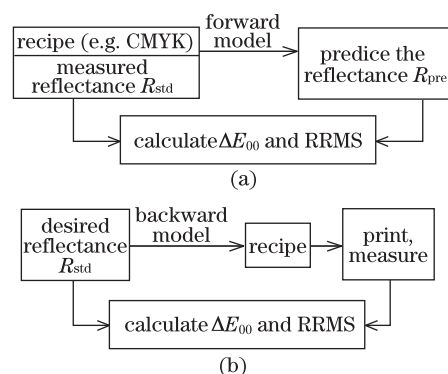 recipe (e.g. CMYK)
measured
reflectance Rstd
forward
model
predice the
reflectance Rpre
calculate ΔE00 and RRMS
(a)
desired
reflectance
Rstd
backward
model
recipe
print,
measure
calculate ΔE00 and RRMS
(b)